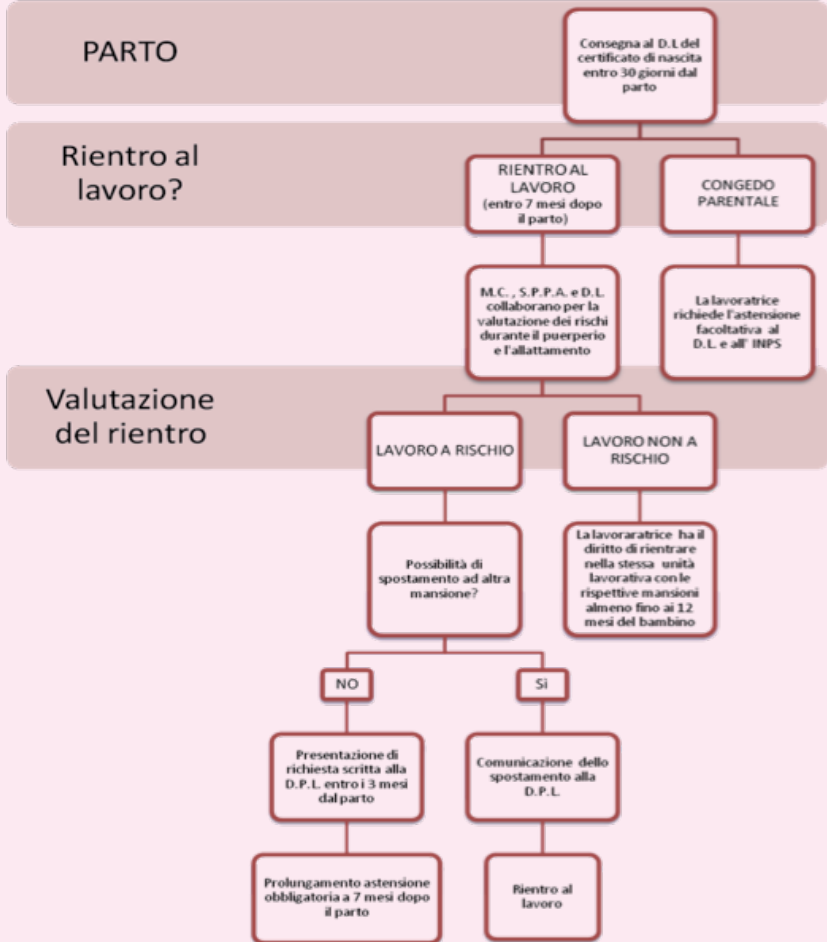 PARTO
Consegna al D.L del
certificato di nascita
entro 30 giorni dal
parto
Rientro al
lavoro?
RIENTRO AL
LAVORO
(entro 7 mesi dopo
il parto)
CONGEDO
PARENTALE
M.C. , S.P.P.A. e D.L.
collaborano per la
valutazione dei rischi
durante il puerperio
e l'allattamento
La lavoratrice
richiede l'astensione
facoltativa al
D.L. e all' INPS
Valutazione
del rientro
LAVORO A RISCHIO
LAVORO NON A
RISCHIO
Possibilità di
spostamento ad altra
mansione?
La lavoraratrice ha il
diritto di rientrare
nella stessa unità
lavorativa con le
rispettive mansioni
almeno fino ai 12
mesi del bambino
NO
Sì
Presentazione di
richiesta scritta alla
D.P.L. entro i 3 mesi
dal parto
Comunicazione dello
spostamento alla
D.P.L.
Prolungamento astensione
obbligatoria a 7 mesi dopo
il parto
Rientro al
lavoro